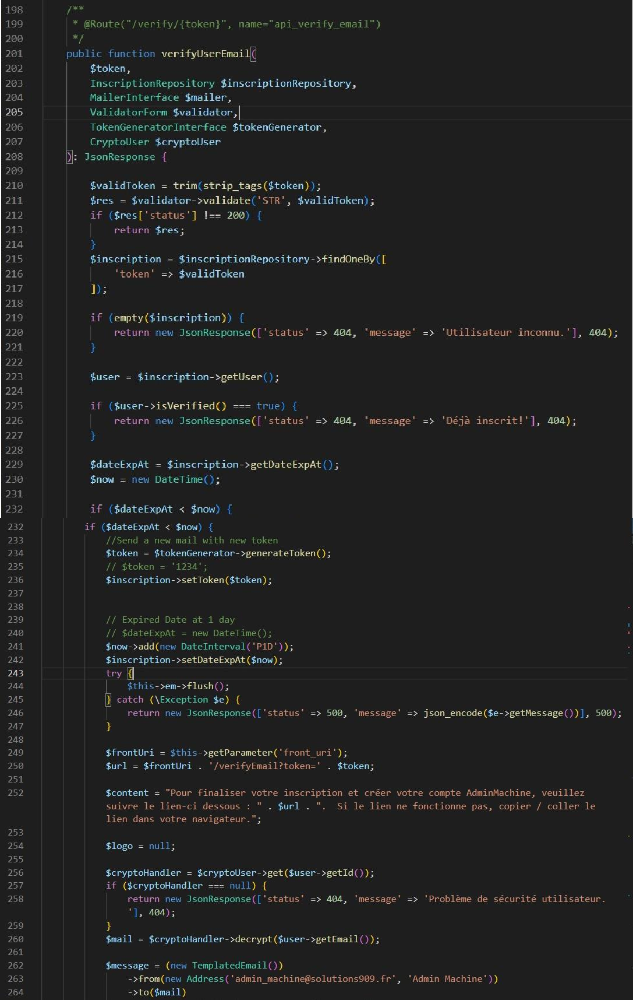 198 /**
199 * @Route("/verify/{token}", name="api_verify_email")
200 */
201 public function verifyUserEmail(
202 $token,
203 InscriptionRepository $inscriptionRepository,
204 MailerInterface $mailer,
205 ValidatorForm $validator,
206 TokenGeneratorInterface $tokenGenerator,
207 CryptoUser $cryptoUser
208 ): JsonResponse {
209
210 $validToken = trim(strip_tags($token));
211 $res = $validator->validate('STR', $validToken);
212 if ($res['status'] !== 200) {
213 return $res;
214 }
215 $inscription = $inscriptionRepository->findOneBy([
216 'token' => $validToken
217 ]);
218
219 if (empty($inscription)) {
220 return new JsonResponse(['status' => 404, 'message' => 'Utilisateur inconnu.'], 404);
221 }
222
223 $user = $inscription->getUser();
224
225 if ($user->isVerified() === true) {
226 return new JsonResponse(['status' => 404, 'message' => 'Déjà inscrit!'], 404);
227 }
228
229 $dateExpAt = $inscription->getDateExpAt();
230 $now = new DateTime();
231
232 if ($dateExpAt < $now) {
232 if ($dateExpAt < $now) {
233 //Send a new mail with new token
234 $token = $tokenGenerator->generateToken();
235 // $token = '1234';
236 $inscription->setToken($token);
237
238
239 // Expired Date at 1 day
240 // $dateExpAt = new DateTime();
241 $now->add(new DateInterval('P1D'));
242 $inscription->setDateExpAt($now);
243 try {
244 $this->em->flush();
245 } catch (\Exception $e) {
246 return new JsonResponse(['status' => 500, 'message' => json_encode($e->getMessage())], 500);
247 }
248
249 $frontUri = $this->getParameter('front_uri');
250 $url = $frontUri . '/verifyEmail?token=' . $token;
251
252 $content = "Pour finaliser votre inscription et créer votre compte AdminMachine, veuillez
suivre le lien-ci dessous : " . $url . ".  Si le lien ne fonctionne pas, copier / coller le
lien dans votre navigateur.";
253
254 $logo = null;
255
256 $cryptoHandler = $cryptoUser->get($user->getId());
257 if ($cryptoHandler === null) {
258 return new JsonResponse(['status' => 404, 'message' => 'Problème de sécurité utilisateur.
'], 404);
259 }
260 $mail = $cryptoHandler->decrypt($user->getEmail());
261
262 $message = (new TemplatedEmail())
263 ->from(new Address('admin_machine@solutions909.fr', 'Admin Machine'))
264 ->to($mail)